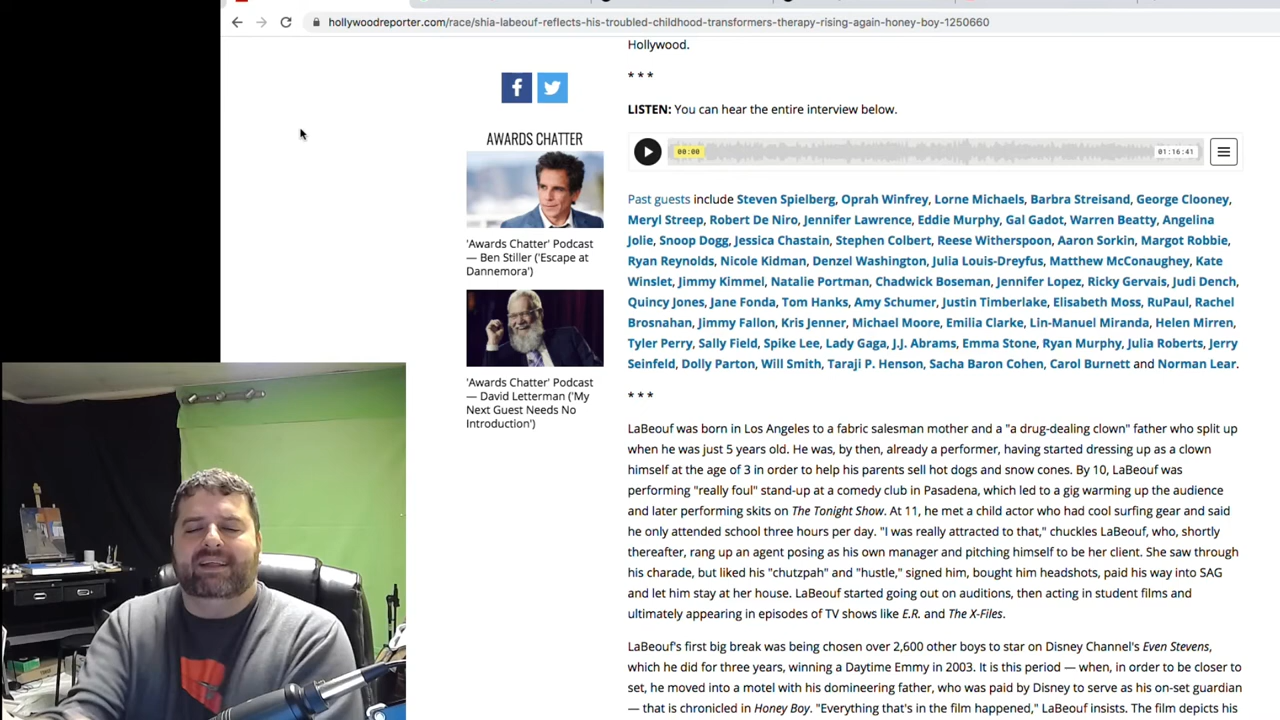 hollywoodreporter.com/race/shia-labeouf-reflects-his-troubled-childhood-transformers-therapy-rising-again-honey-boy-1250660
Hollywood.
* * *
LISTEN: You can hear the entire interview below.
00:00
01:16:41
AWARDS CHATTER
'Awards Chatter' Podcast
— Ben Stiller ('Escape at
Dannemora')
'Awards Chatter' Podcast
— David Letterman ('My
Next Guest Needs No
Introduction')
Past guests include Steven Spielberg, Oprah Winfrey, Lorne Michaels, Barbra Streisand, George Clooney,
Meryl Streep, Robert De Niro, Jennifer Lawrence, Eddie Murphy, Gal Gadot, Warren Beatty, Angelina
Jolie, Snoop Dogg, Jessica Chastain, Stephen Colbert, Reese Witherspoon, Aaron Sorkin, Margot Robbie,
Ryan Reynolds, Nicole Kidman, Denzel Washington, Julia Louis-Dreyfus, Matthew McConaughey, Kate
Winslet, Jimmy Kimmel, Natalie Portman, Chadwick Boseman, Jennifer Lopez, Ricky Gervais, Judi Dench,
Quincy Jones, Jane Fonda, Tom Hanks, Amy Schumer, Justin Timberlake, Elisabeth Moss, RuPaul, Rachel
Brosnahan, Jimmy Fallon, Kris Jenner, Michael Moore, Emilia Clarke, Lin-Manuel Miranda, Helen Mirren,
Tyler Perry, Sally Field, Spike Lee, Lady Gaga, J.J. Abrams, Emma Stone, Ryan Murphy, Julia Roberts, Jerry
Seinfeld, Dolly Parton, Will Smith, Taraji P. Henson, Sacha Baron Cohen, Carol Burnett and Norman Lear.
* * *
LaBeouf was born in Los Angeles to a fabric salesman mother and a "a drug-dealing clown" father who split up
when he was just 5 years old. He was, by then, already a performer, having started dressing up as a clown
himself at the age of 3 in order to help his parents sell hot dogs and snow cones. By 10, LaBeouf was
performing "really foul" stand-up at a comedy club in Pasadena, which led to a gig warming up the audience
and later performing skits on The Tonight Show. At 11, he met a child actor who had cool surfing gear and said
he only attended school three hours per day. "I was really attracted to that," chuckles LaBeouf, who, shortly
thereafter, rang up an agent posing as his own manager and pitching himself to be her client. She saw through
his charade, but liked his "chutzpah" and "hustle," signed him, bought him headshots, paid his way into SAG
and let him stay at her house. LaBeouf started going out on auditions, then acting in student films and
ultimately appearing in episodes of TV shows like E.R. and The X-Files.
LaBeouf's first big break was being chosen over 2,600 other boys to star on Disney Channel's Even Stevens,
which he did for three years, winning a Daytime Emmy in 2003. It is this period — when, in order to be closer to
set, he moved into a motel with his domineering father, who was paid by Disney to serve as his on-set guardian
— that is chronicled in Honey Boy. "Everything that's in the film happened," LaBeouf insists. The film depicts his